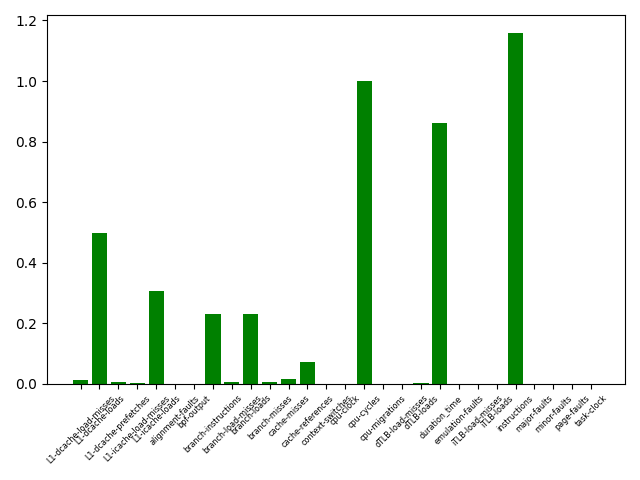 1.2
1.0
0.8
0.6
0.4
0.2
0.0
L1-dcache-load-misses
L1-dcache-loads
L1-dcache-prefetches
L1-icache-load-misses
L1-icache-loads
alignment-faults
bpf-output
branch-instructions
branch-load-misses
branch-loads
branch-misses
cache-misses
cache-references
context-switches
cpu-clock
cpu-cycles
cpu-migrations
dTLB-load-misses
dTLB-loads
duration_time
emulation-faults
iTLB-load-misses
iTLB-loads
instructions
major-faults
minor-faults
page-faults
task-clock